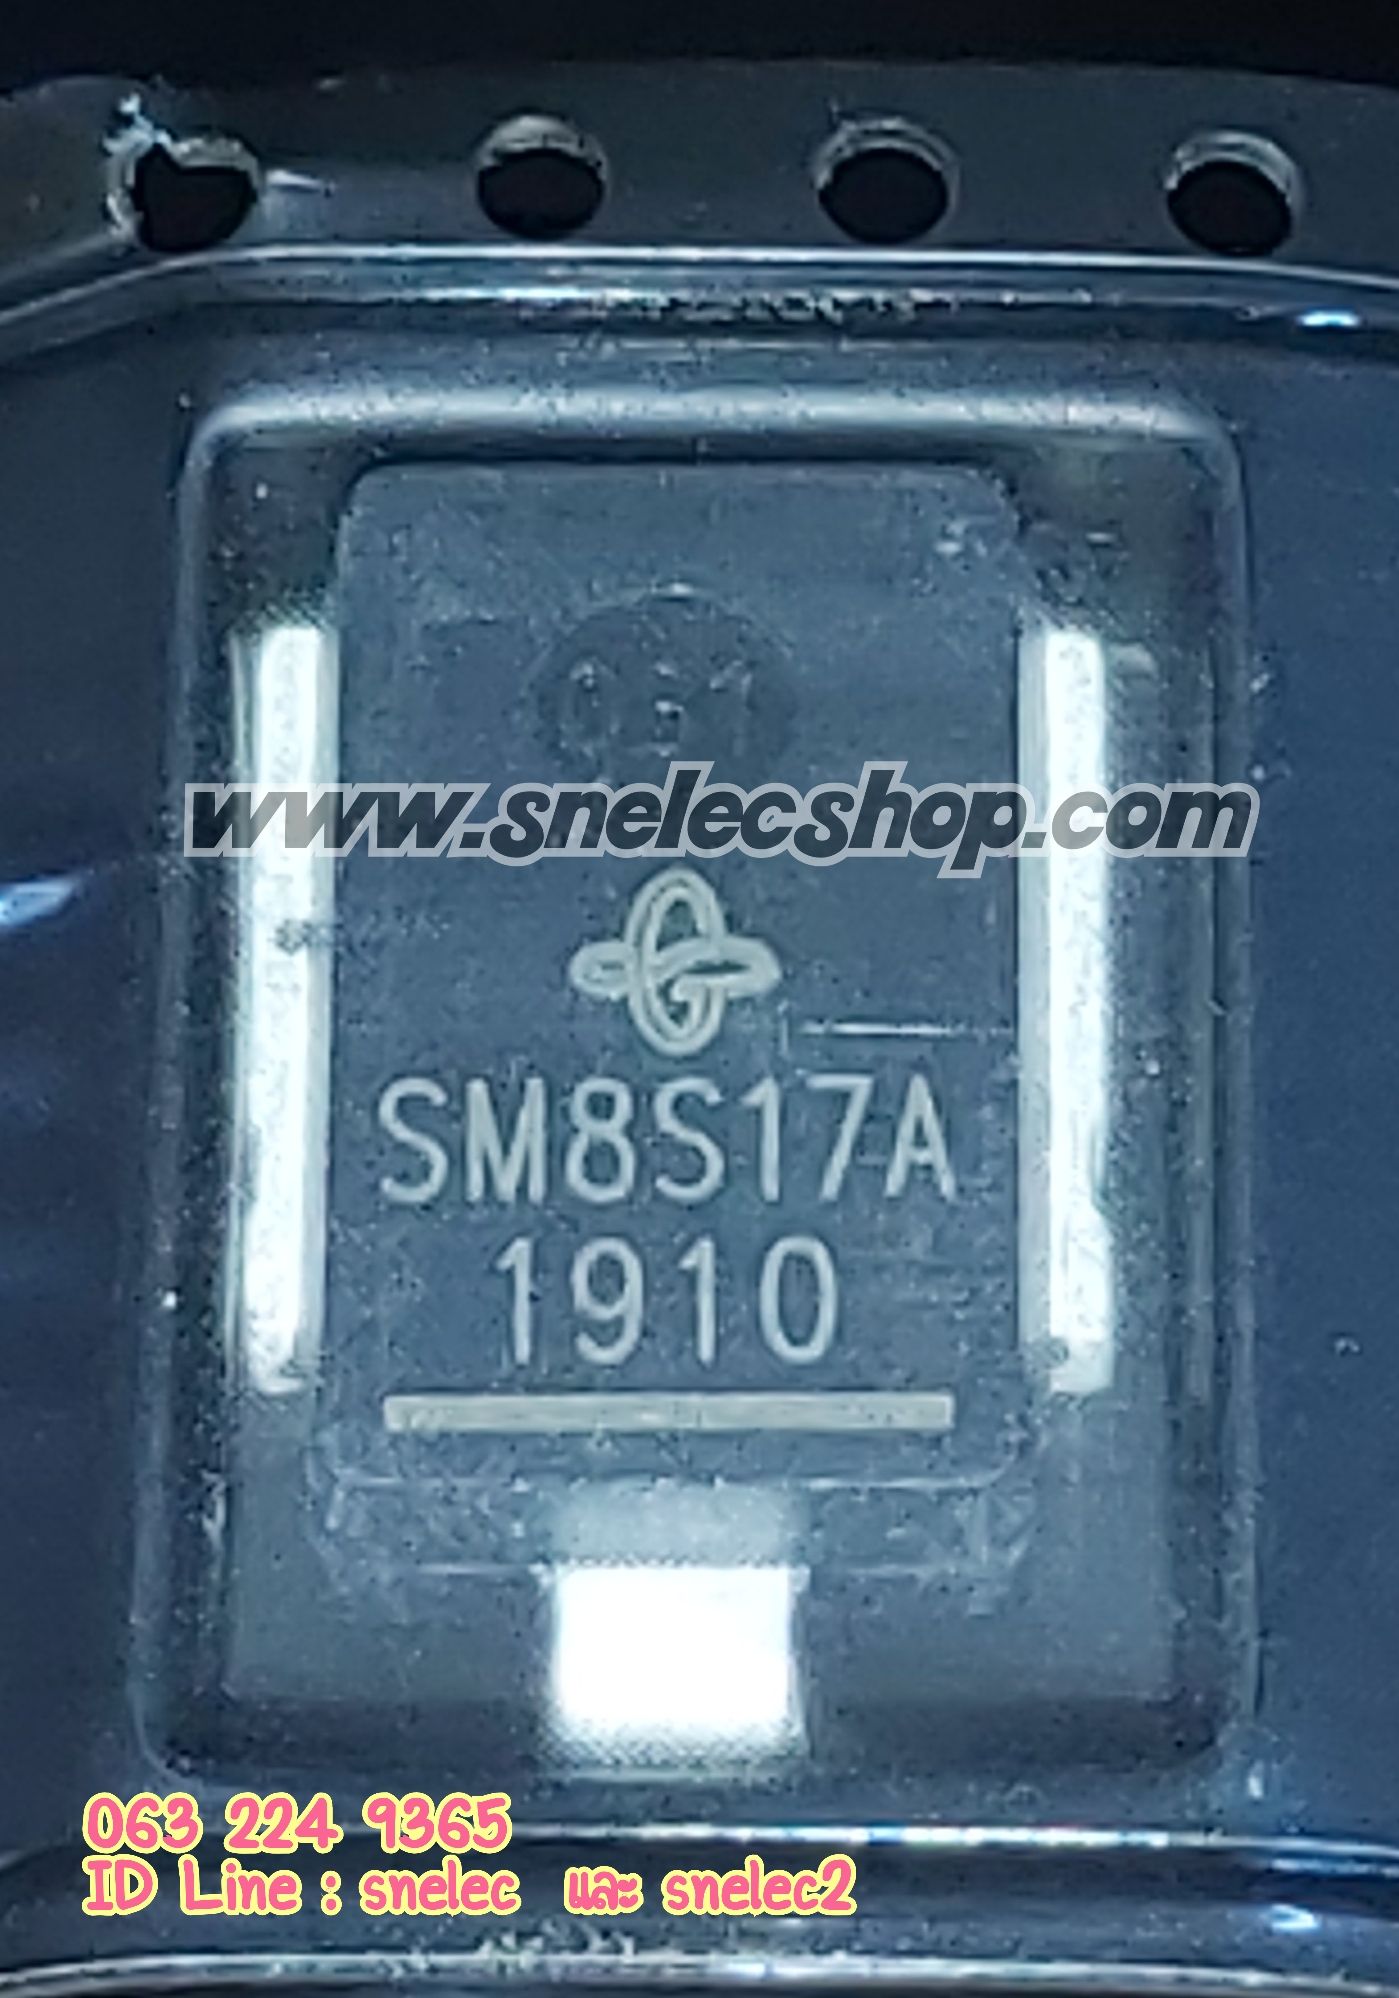 www.snelecshop.com
SM8S17A
1910
063 224 9365
ID Line : snelec และ snelec2